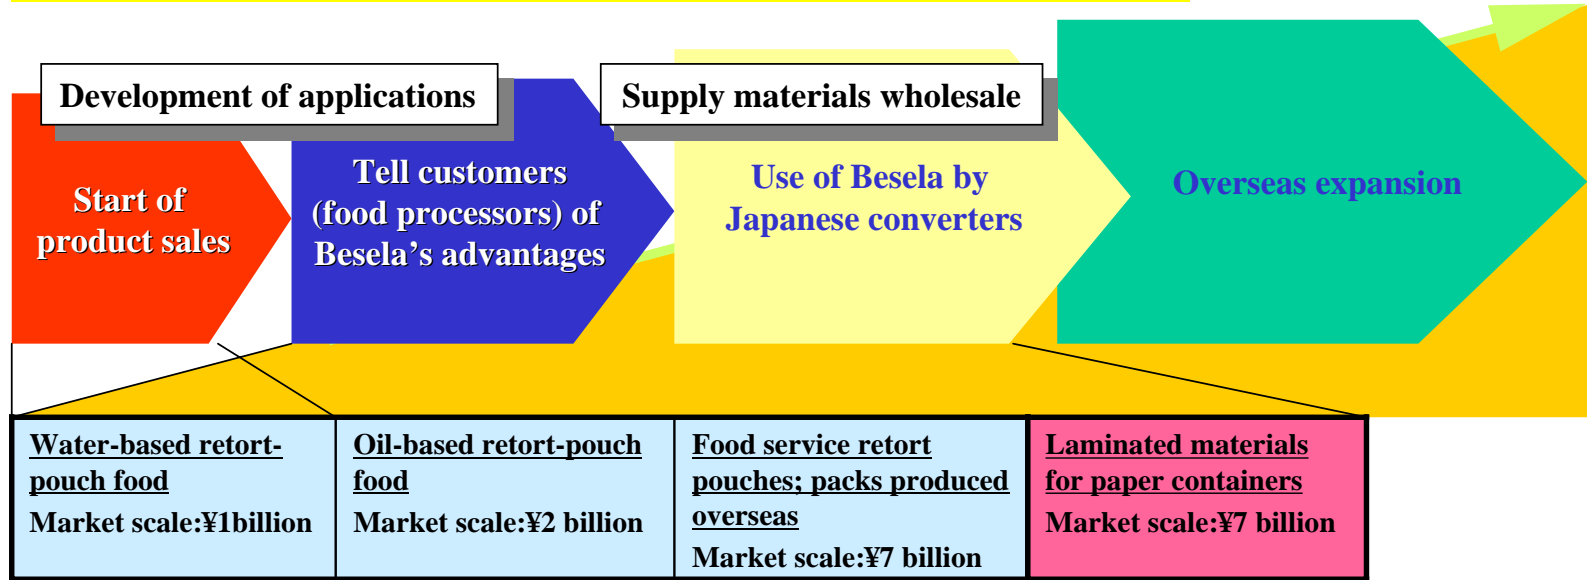 Development of applications
Supply materials wholesale
Start of
product sales
Tell customers
(food processors) of
Besela’s advantages
Use of Besela by
Japanese converters
Overseas expansion
Water-based retort-
pouch food
Market scale:¥1billion
Oil-based retort-pouch
food
Market scale:¥2 billion
Food service retort
pouches; packs produced
overseas
Market scale:¥7 billion
Laminated materials
for paper containers
Market scale:¥7 billion